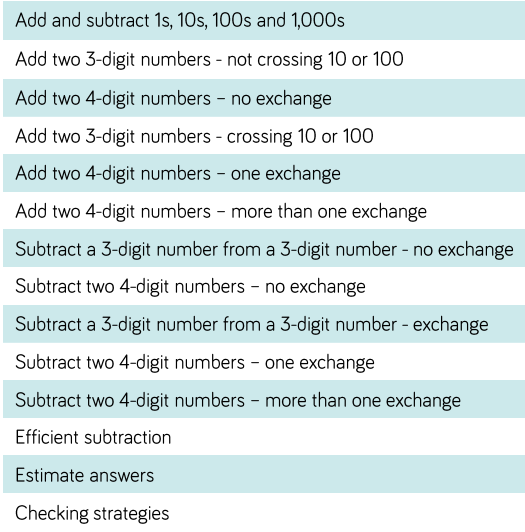 Add and subtract 1s, 10s, 100s and 1,000s
Add two 3-digit numbers - not crossing 10 or 100
Add two 4-digit numbers – no exchange
Add two 3-digit numbers - crossing 10 or 100
Add two 4-digit numbers – one exchange
Add two 4-digit numbers – more than one exchange
Subtract a 3-digit number from a 3-digit number - no exchange
Subtract two 4-digit numbers – no exchange
Subtract a 3-digit number from a 3-digit number - exchange
Subtract two 4-digit numbers – one exchange
Subtract two 4-digit numbers – more than one exchange
Efficient subtraction
Estimate answers
Checking strategies